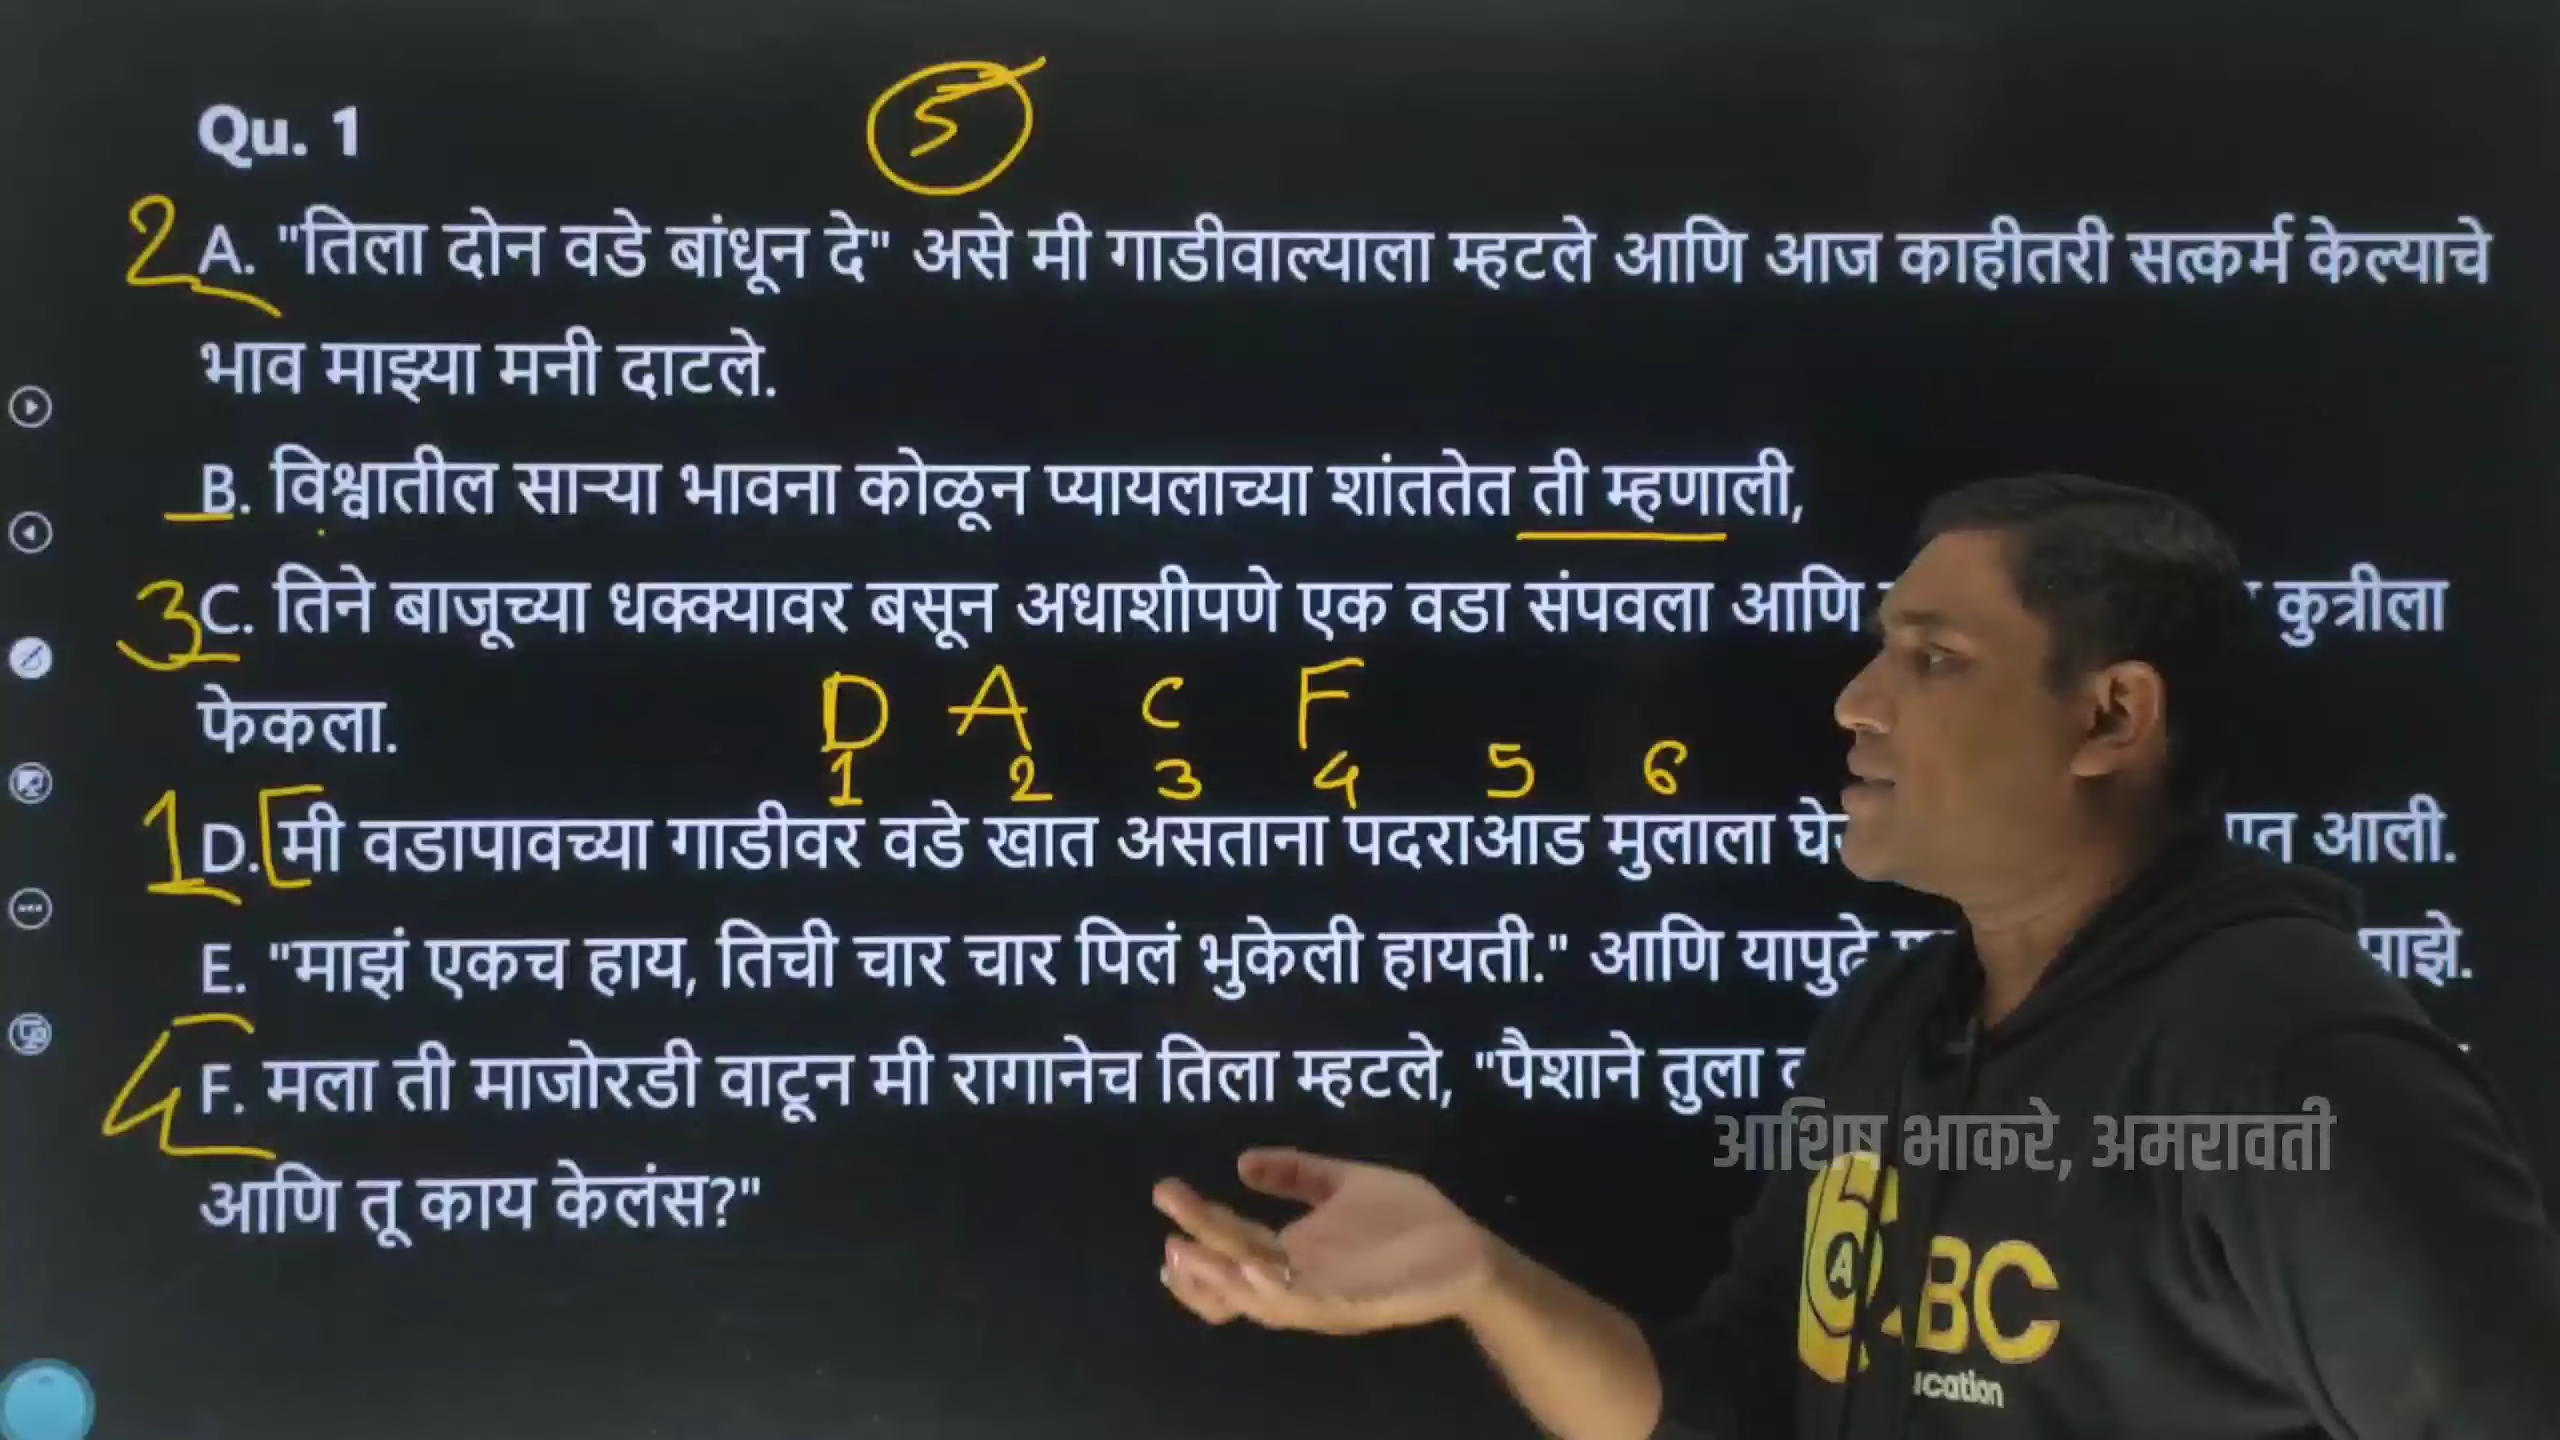 5
Qu. 1
2 A. "तिला दोन वडे बांधून दे" असे मी गाडीवाल्याला म्हटले आणि आज काहीतरी सत्कर्म केल्याचे
भाव माझ्या मनी दाटले.
B. विश्वातील साऱ्या भावना कोळून प्यायलाच्या शांततेत ती म्हणाली,
3 C. तिने बाजूच्या धक्क्यावर बसून अधाशीपणे एक वडा संपवला आणि कुत्रीला
फेकला.
D A C F
1 2 3 4 5 6
1 D. [मी वडापावच्या गाडीवर वडे खात असताना पदराआड मुलाला आली.
E. "माझं एकच हाय, तिची चार चार पिलं भुकेली हायती." आणि यापुढे माझे.
4 F. मला ती माजोरडी वाटून मी रागानेच तिला म्हटले, "पैशाने तुला
आशिष भाकरे, अमरावती
आणि तू काय केलंस?"
A
BC